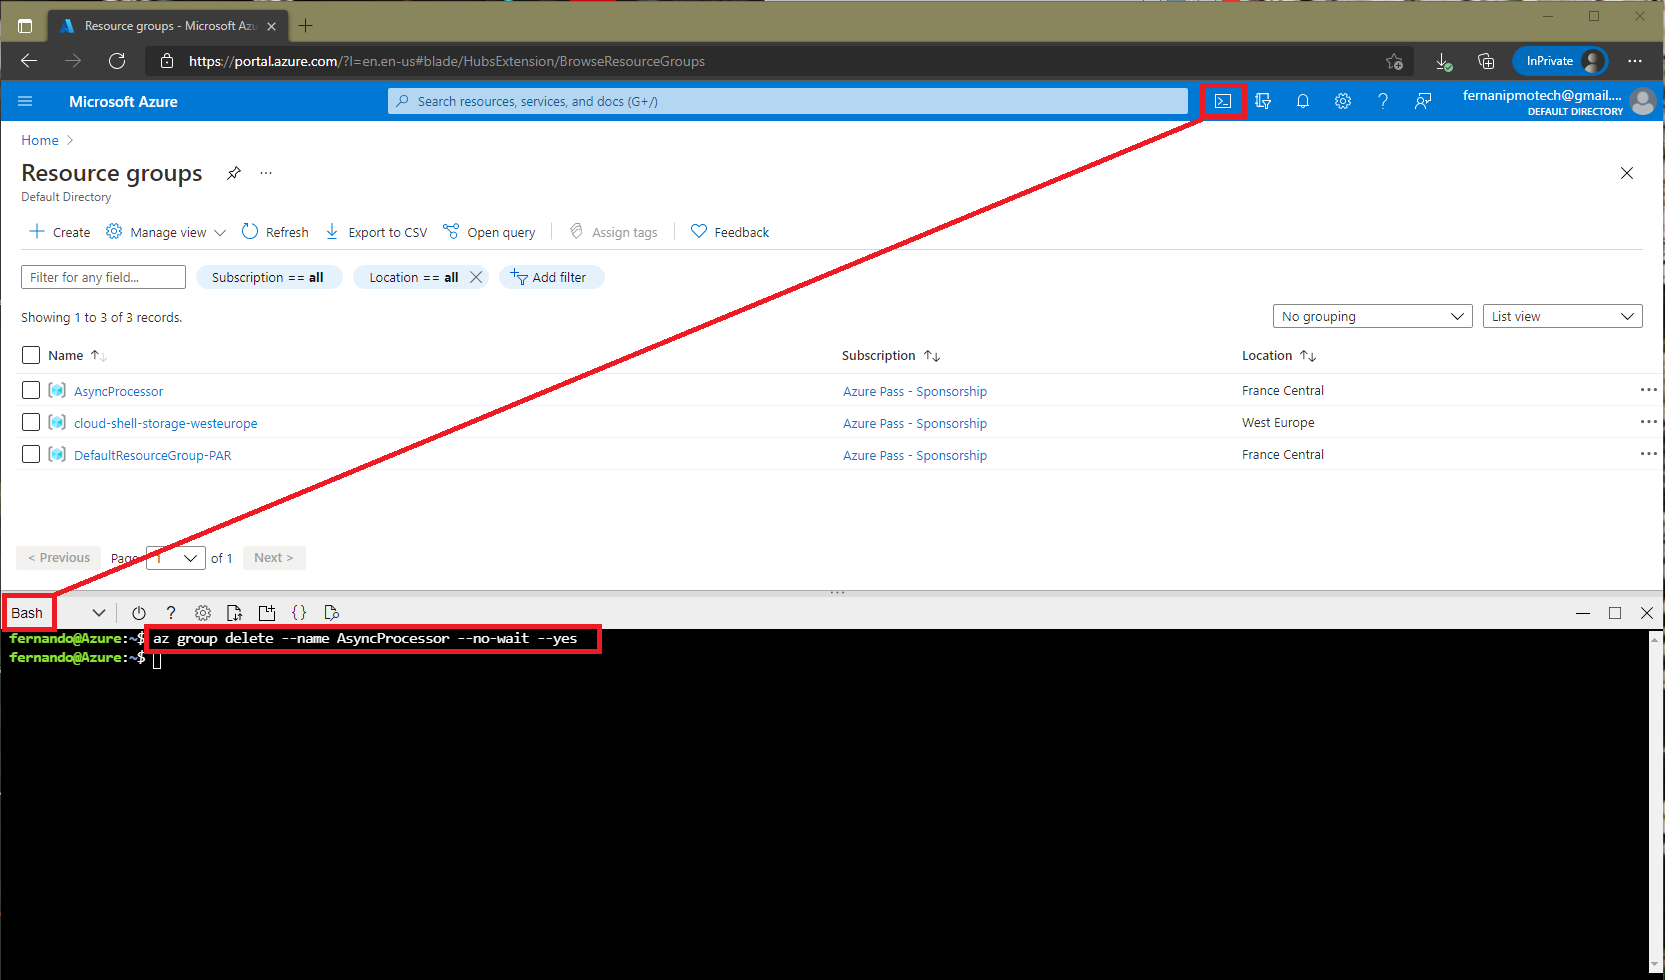 Resource groups - Microsoft Azu
https://portal.azure.com/?l=en.en-us#blade/HubsExtension/BrowseResourceGroups
InPrivate
Microsoft Azure
Search resources, services, and docs (G+/)
fernanipmotech@gmail....
DEFAULT DIRECTORY
Home
Resource groups
Default Directory
Create
Manage view
Refresh
Export to CSV
Open query
Assign tags
Feedback
Filter for any field...
Subscription == all
Location == all
Add filter
Showing 1 to 3 of 3 records.
No grouping
List view
Name
Subscription
Location
AsyncProcessor
Azure Pass - Sponsorship
France Central
cloud-shell-storage-westeurope
Azure Pass - Sponsorship
West Europe
DefaultResourceGroup-PAR
Azure Pass - Sponsorship
France Central
< Previous
Page
1
of 1
Next >
Bash
fernando@Azure:~$ az group delete --name AsyncProcessor --no-wait --yes
fernando@Azure:~$